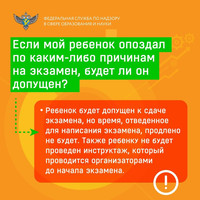 ФЕДЕРАЛЬНАЯ СЛУЖБА ПО НАДЗОРУ
В СФЕРЕ ОБРАЗОВАНИЯ И НАУКИ
Если мой ребенок опоздал
по каким-либо причинам
на экзамен, будет ли он
допущен?
• Ребенок будет допущен к сдаче
экзамена, но время, отведенное
для написания экзамена, продлено
не будет. Также ребенку не будет
проведен инструктаж, который
проводится организаторами
до начала экзамена.
!